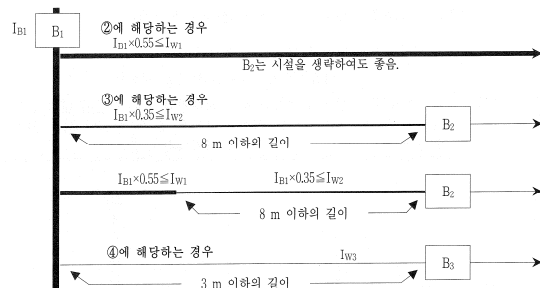 I_B1 B₁ ②에 해당하는 경우
I_B1×0.55≦I_W1
B₂는 시설을 생략하여도 좋음.
③에 해당하는 경우
I_B1×0.35≦I_W2
B₂
8 m 이하의 길이
I_B1×0.55≦I_W1 I_B1×0.35≦I_W2
B₂
8 m 이하의 길이
④에 해당하는 경우 I_W3
B₃
3 m 이하의 길이